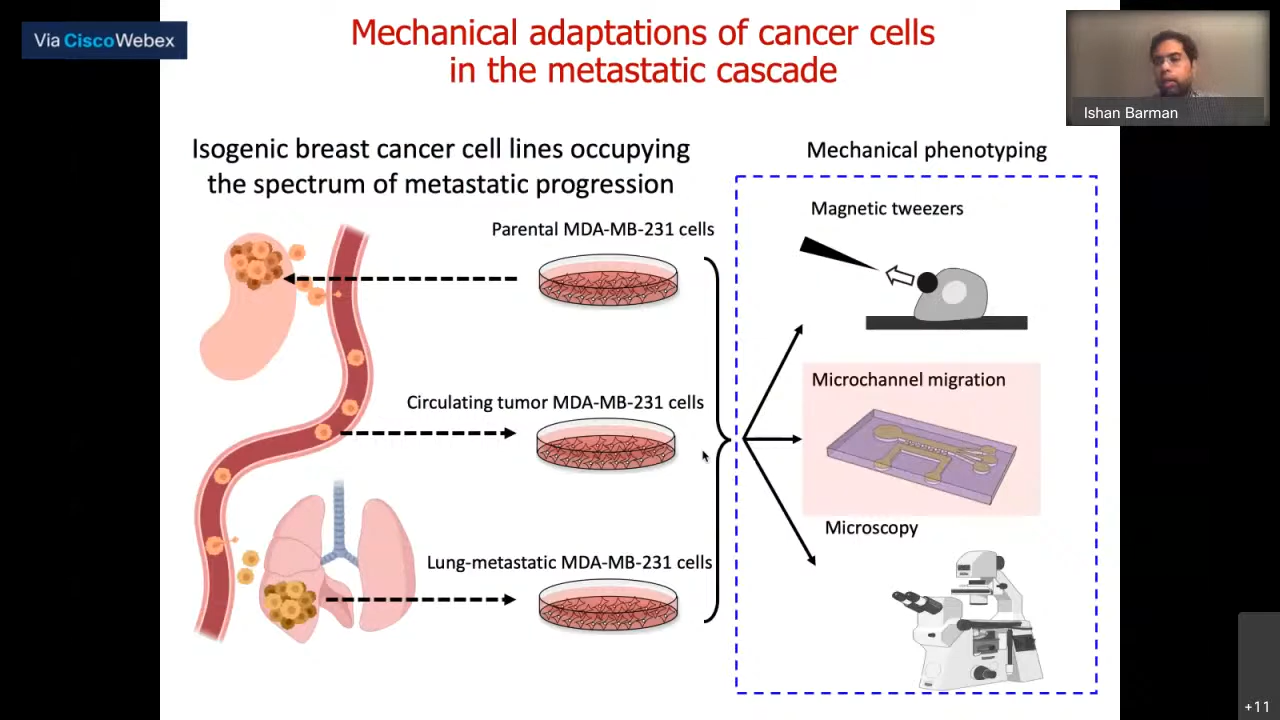 Via CiscoWebex
Mechanical adaptations of cancer cells
in the metastatic cascade
Ishan Barman
Isogenic breast cancer cell lines occupying
the spectrum of metastatic progression
Parental MDA-MB-231 cells
Circulating tumor MDA-MB-231 cells
Lung-metastatic MDA-MB-231 cells
Mechanical phenotyping
Magnetic tweezers
Microchannel migration
Microscopy
+11